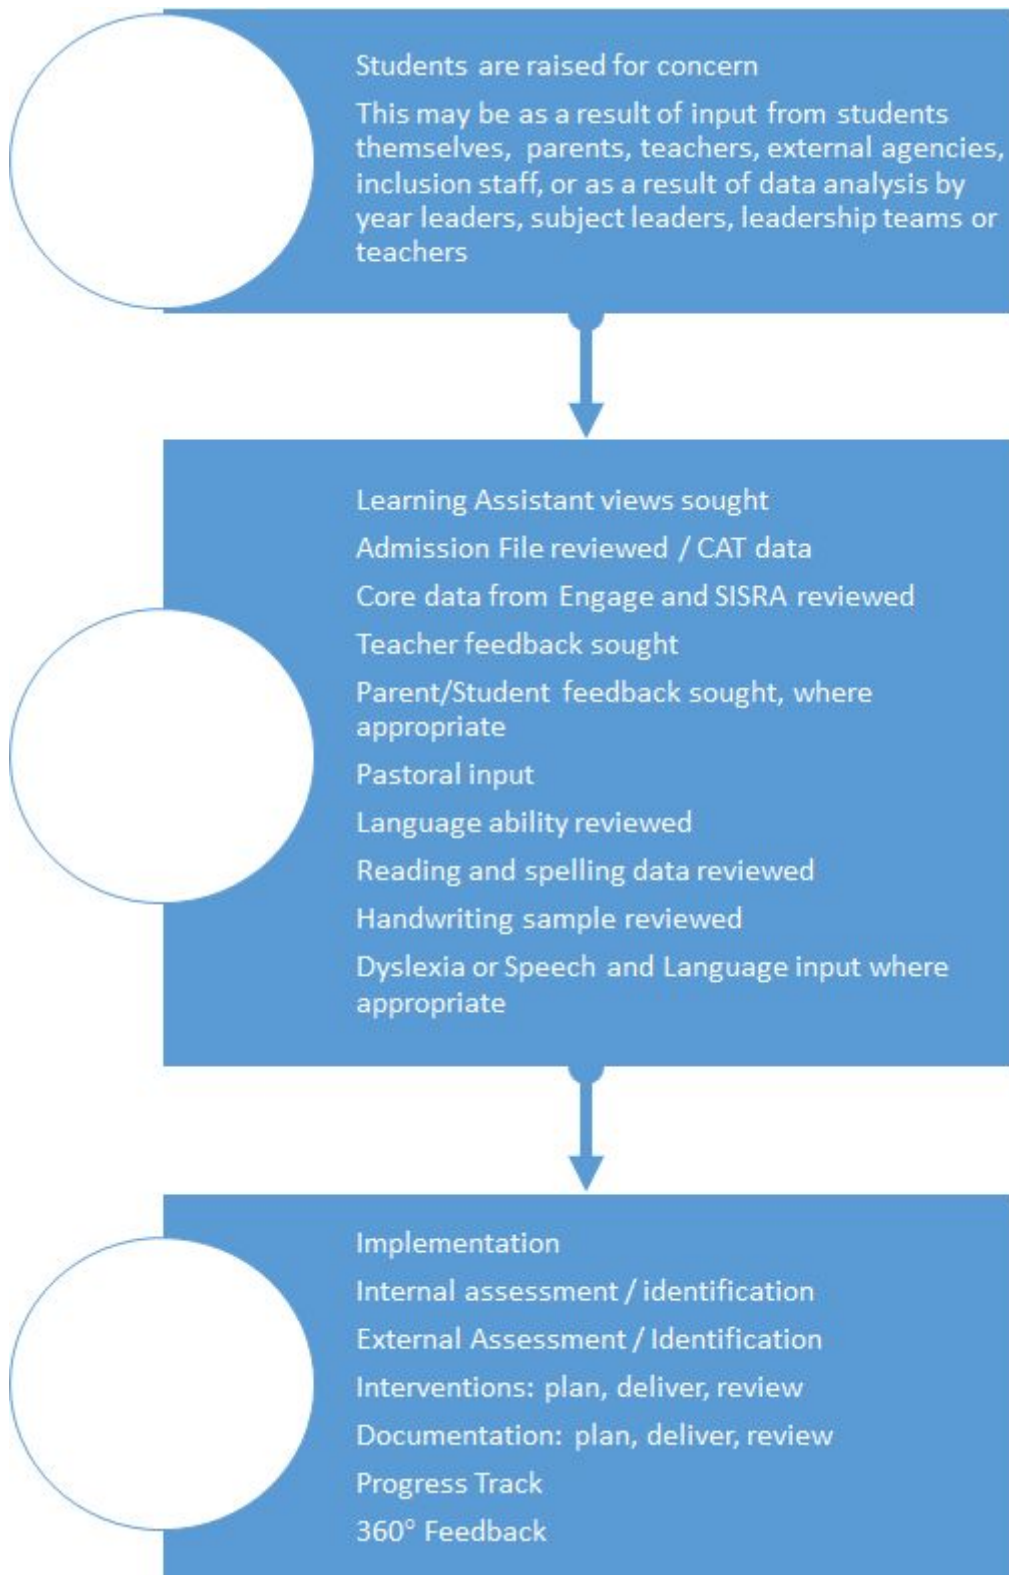 Students are raised for concern
This may be as a result of input from students
themselves, parents, teachers, external agencies,
inclusion staff, or as a result of data analysis by
year leaders, subject leaders, leadership teams or
teachers
Learning Assistant views sought
Admission File reviewed / CAT data
Core data from Engage and SISRA reviewed
Teacher feedback sought
Parent/Student feedback sought, where
appropriate
Pastoral input
Language ability reviewed
Reading and spelling data reviewed
Handwriting sample reviewed
Dyslexia or Speech and Language input where
appropriate
Implementation
Internal assessment / identification
External Assessment / Identification
Interventions: plan, deliver, review
Documentation: plan, deliver, review
Progress Track
360° Feedback